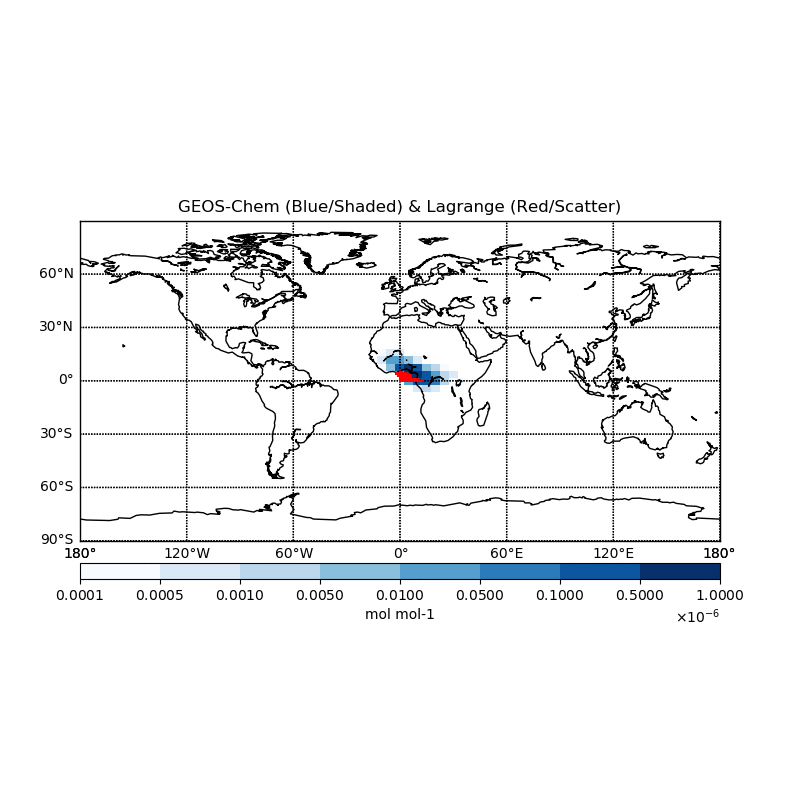 GEOS-Chem (Blue/Shaded) & Lagrange (Red/Scatter)
60°N
30°N
0°
30°S
60°S
90°S
180° 120°W 60°W 0° 60°E 120°E 180°
0.0001 0.0005 0.0010 0.0050 0.0100 0.0500 0.1000 0.5000 1.0000
mol mol-1
×10⁻⁶